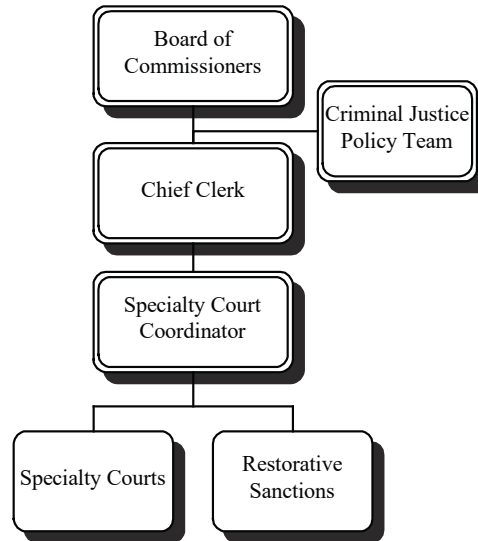 Board of
Commissioners
Criminal Justice
Policy Team
Chief Clerk
Specialty Court
Coordinator
Specialty Courts
Restorative
Sanctions